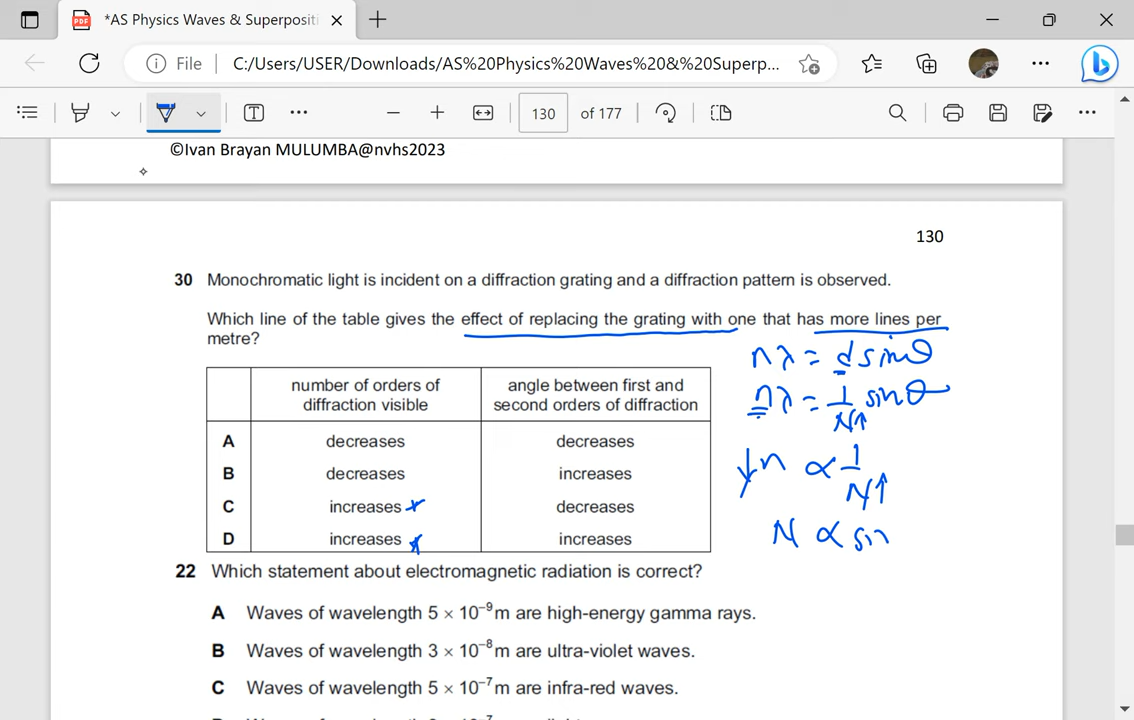 *AS Physics Waves & Superpositi
File
C:/Users/USER/Downloads/AS%20Physics%20Waves%20&%20Superp...
130 of 177
©Ivan Brayan MULUMBA@nvhs2023
130
30 Monochromatic light is incident on a diffraction grating and a diffraction pattern is observed.
Which line of the table gives the effect of replacing the grating with one that has more lines per
metre?
number of orders of diffraction visible
angle between first and second orders of diffraction
A decreases decreases
B decreases increases
C increases decreases
D increases increases
nλ = d sinθ
nλ = 1/N↑ sinθ
↓n ∝ 1/N↑
N ∝ sin
22 Which statement about electromagnetic radiation is correct?
A Waves of wavelength 5 × 10⁻⁹ m are high-energy gamma rays.
B Waves of wavelength 3 × 10⁻⁸ m are ultra-violet waves.
C Waves of wavelength 5 × 10⁻⁷ m are infra-red waves.